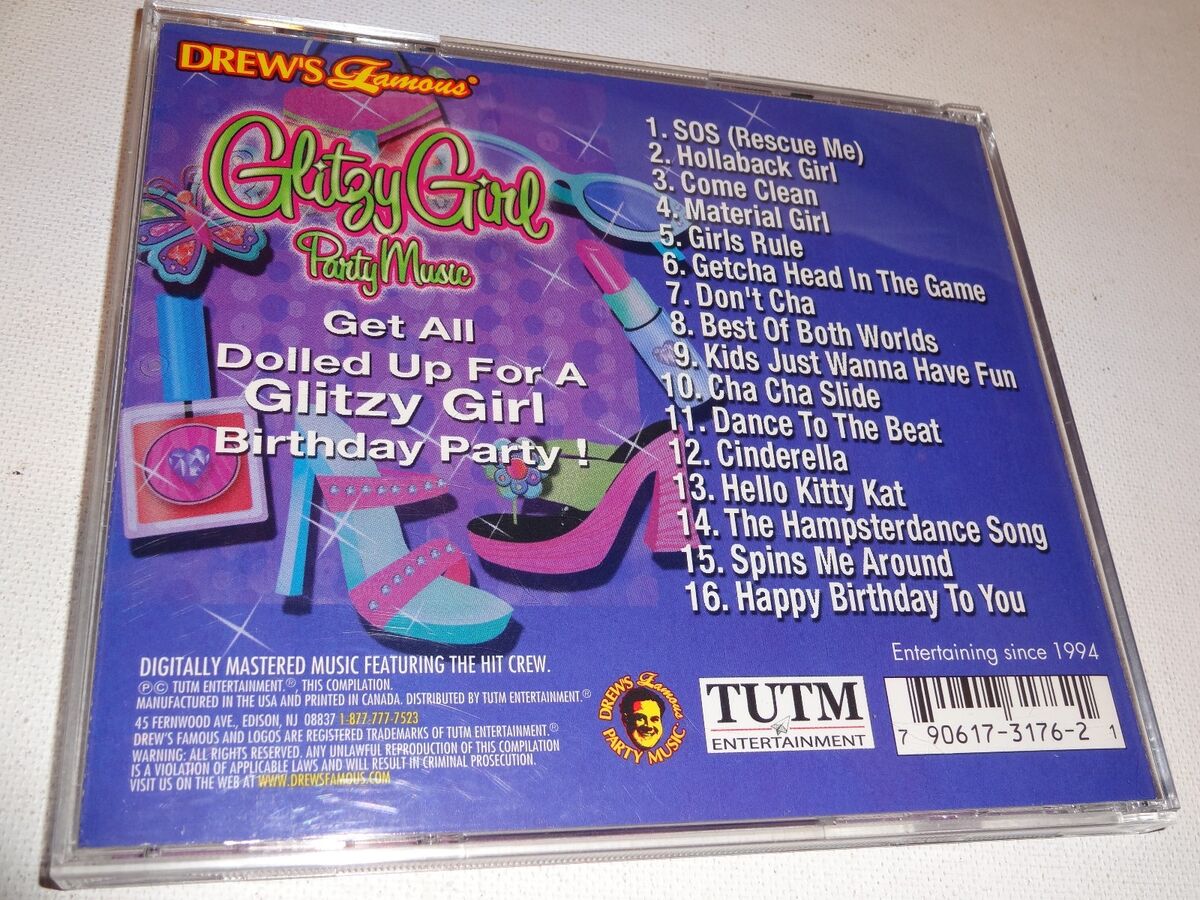 DREW'S Famous®
Glitzy Girl
Party Music
Get All
Dolled Up For A
Glitzy Girl
Birthday Party !
1. SOS (Rescue Me)
2. Hollaback Girl
3. Come Clean
4. Material Girl
5. Girls Rule
6. Getcha Head In The Game
7. Don't Cha
8. Best Of Both Worlds
9. Kids Just Wanna Have Fun
10. Cha Cha Slide
11. Dance To The Beat
12. Cinderella
13. Hello Kitty Kat
14. The Hampsterdance Song
15. Spins Me Around
16. Happy Birthday To You
DIGITALLY MASTERED MUSIC FEATURING THE HIT CREW.
℗© TUTM ENTERTAINMENT.®, THIS COMPILATION.
MANUFACTURED IN THE USA AND PRINTED IN CANADA. DISTRIBUTED BY TUTM ENTERTAINMENT.®
45 FERNWOOD AVE., EDISON, NJ 08837 1-877-777-7523
DREW'S FAMOUS AND LOGOS ARE REGISTERED TRADEMARKS OF TUTM ENTERTAINMENT.®
WARNING: ALL RIGHTS RESERVED. ANY UNLAWFUL REPRODUCTION OF THIS COMPILATION
IS A VIOLATION OF APPLICABLE LAWS AND WILL RESULT IN CRIMINAL PROSECUTION.
VISIT US ON THE WEB AT WWW.DREWSFAMOUS.COM
DREW'S Famous
PARTY MUSIC
TUTM
ENTERTAINMENT
Entertaining since 1994
7 90617-3176-2 1